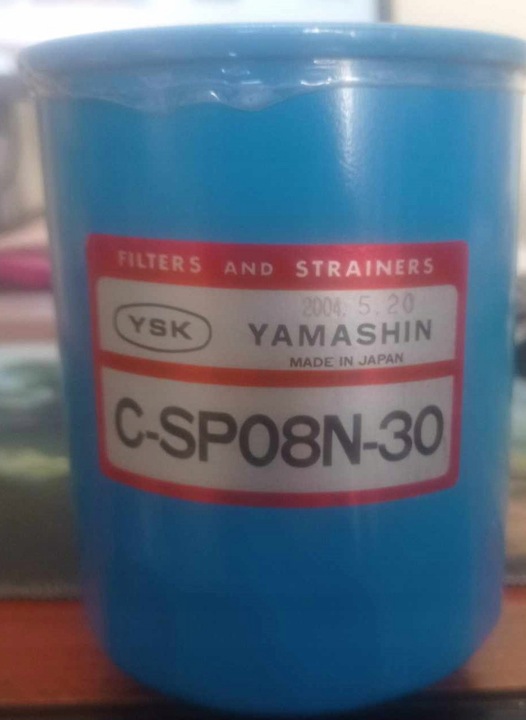 FILTERS AND STRAINERS
2004. 5.20
YSK YAMASHIN
MADE IN JAPAN
C-SP08N-30